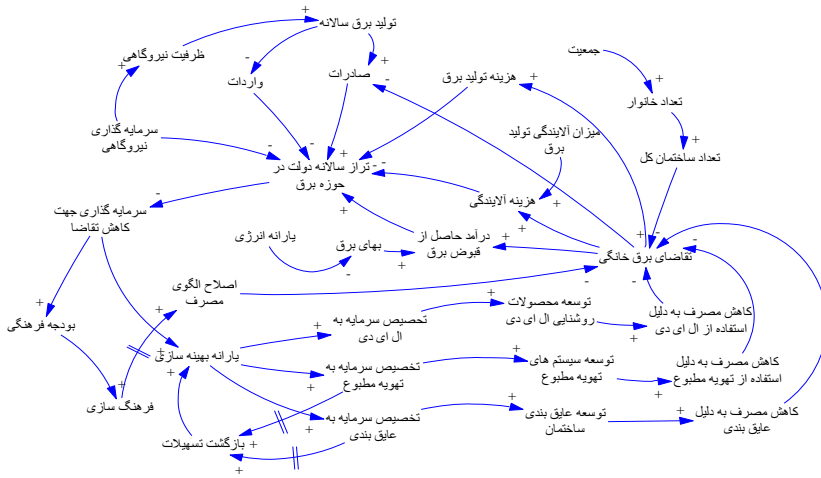 تولید برق سالانه
ظرفیت نیروگاهی
واردات
صادرات
هزینه تولید برق
جمعیت
تعداد خانوار
تعداد ساختمان کل
سرمایه گذاری
نیروگاهی
میزان آلایندگی تولید
برق
تراز سالانه دولت در
حوزه برق
هزینه آلایندگی
سرمایه گذاری جهت
کاهش تقاضا
یارانه انرژی
بهای برق
درآمد حاصل از
قبوض برق
تقاضای برق خانگی
اصلاح الگوی
مصرف
بودجه فرهنگی
تحصیص سرمایه به
ال ای دی
توسعه محصولات
روشنایی ال ای دی
کاهش مصرف به دلیل
استفاده از ال ای دی
یارانه بهینه سازی
تخصیص سرمایه به
تهویه مطبوع
توسعه سیستم های
تهویه مطبوع
کاهش مصرف به دلیل
استفاده از تهویه مطبوع
فرهنگ سازی
تخصیص سرمایه به
عایق بندی
توسعه عایق بندی
ساختمان
کاهش مصرف به دلیل
عایق بندی
بازگشت تسهیلات